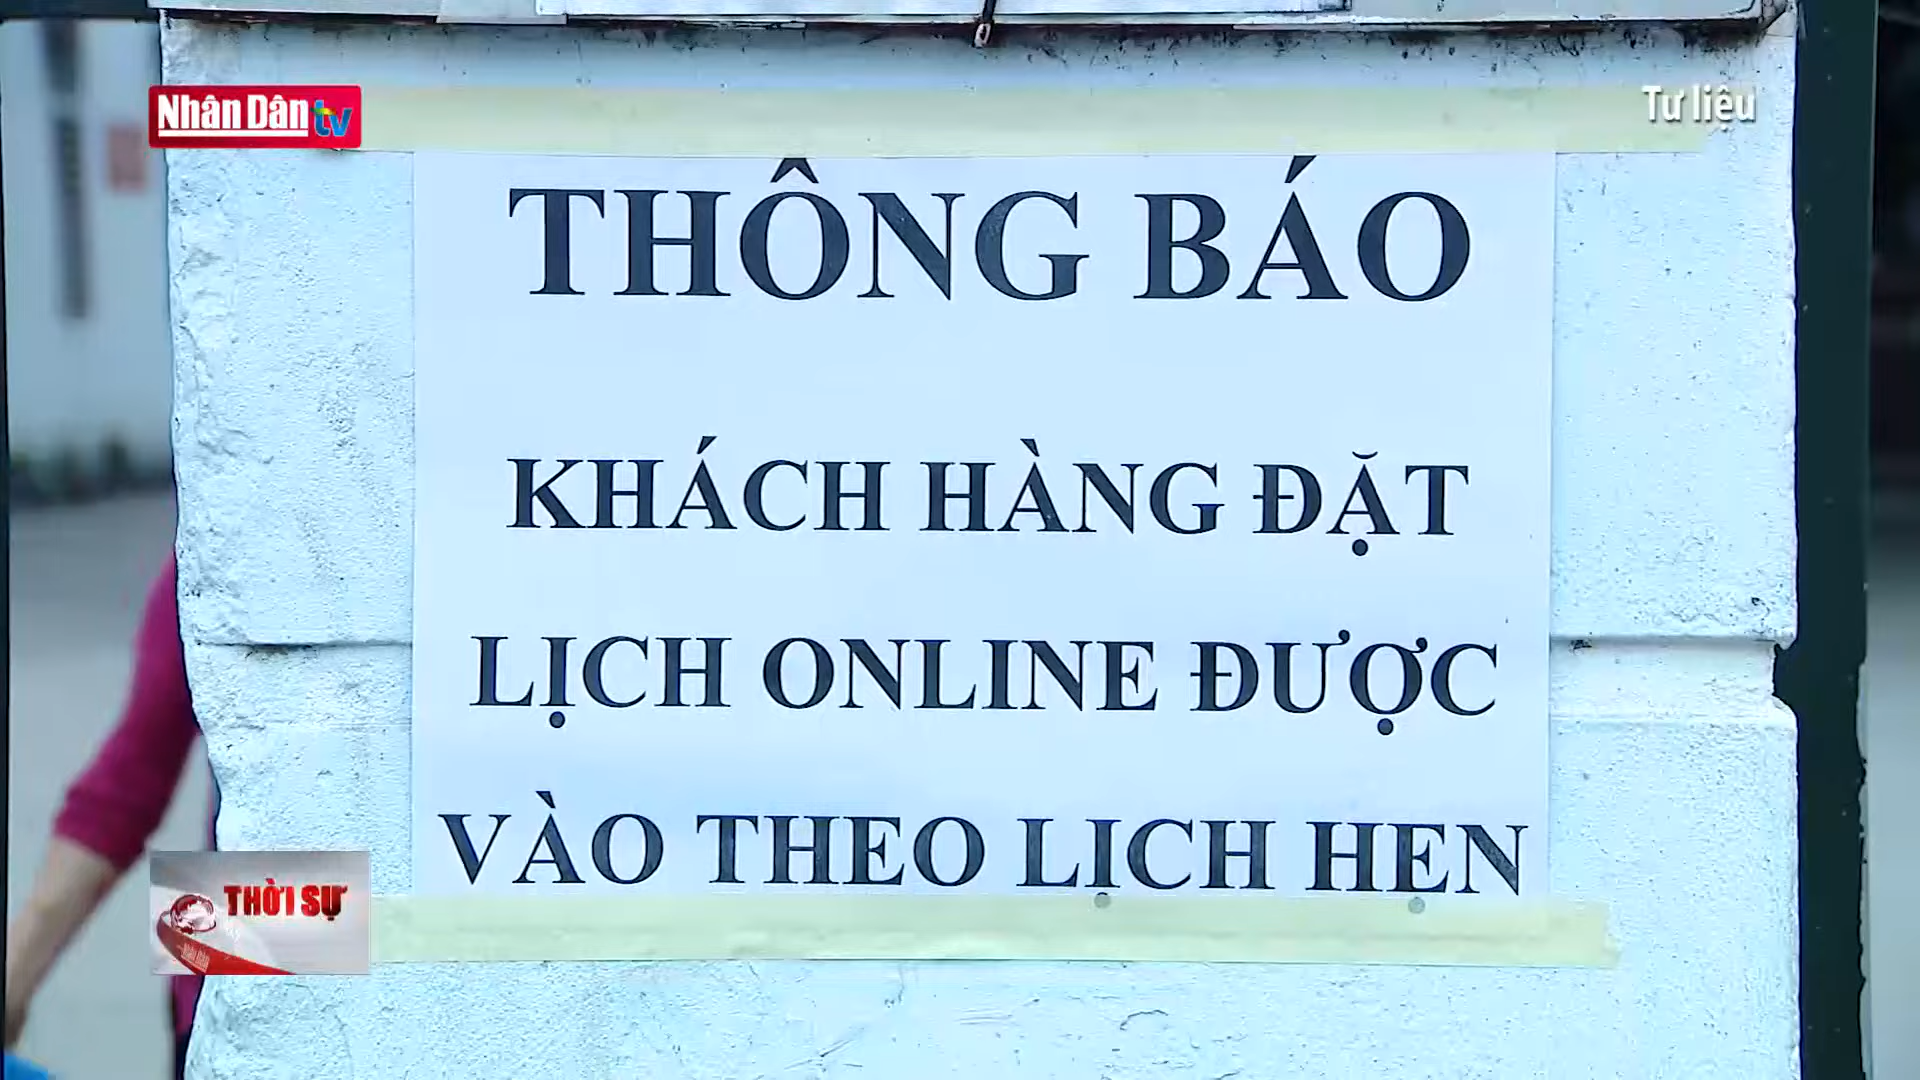 Nhân Dân tv
Tư liệu
THÔNG BÁO
KHÁCH HÀNG ĐẶT
LỊCH ONLINE ĐƯỢC
VÀO THEO LỊCH HẸN
THỜI SỰ